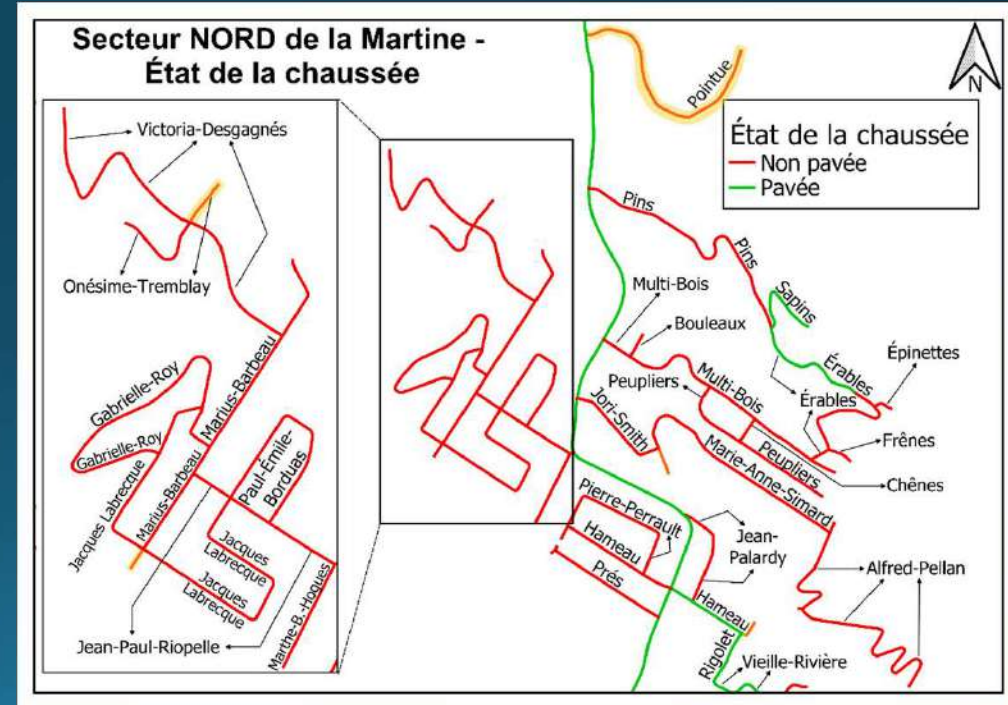 Secteur NORD de la Martine -
État de la chaussée
N
État de la chaussée
Non pavée
Pavée
Pointue
Victoria-Desgagnés
Onésime-Tremblay
Marius-Barbeau
Gabrielle-Roy
Gabrielle-Roy
Jacques Labrecque
Marius-Barbeau
Paul-Émile-
Borduas
Jacques
Labrecque
Jacques
Labrecque
Marthe-B.-Hogues
Jean-Paul-Riopelle
Pins
Pins
Sapins
Multi-Bois
Bouleaux
Érables
Épinettes
Peupliers
Multi-Bois
Érables
Jori-Smith
Frênes
Peupliers
Chênes
Marie-Anne-Simard
Pierre-Perrault
Jean-
Palardy
Hameau
Prés
Alfred-Pellan
Hameau
Rigolet
Vieille-Rivière